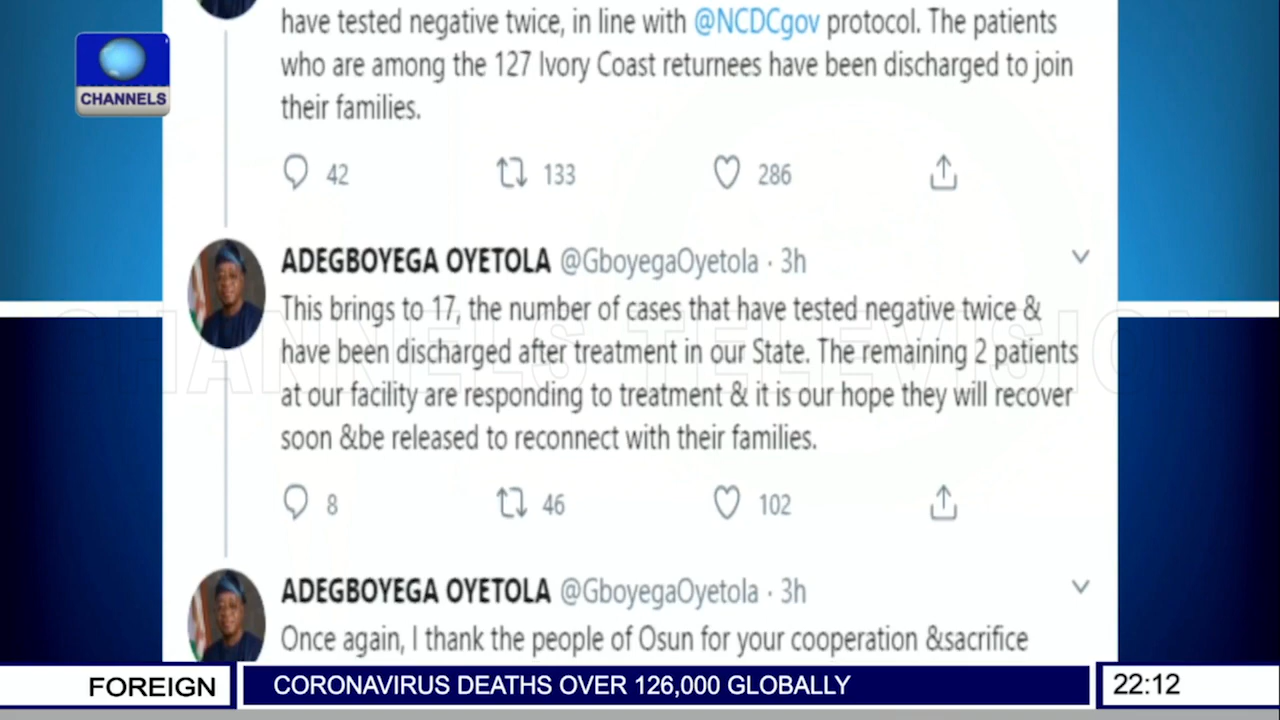 have tested negative twice, in line with @NCDCgov protocol. The patients
who are among the 127 Ivory Coast returnees have been discharged to join
their families.
CHANNELS
42 133 286
ADEGBOYEGA OYETOLA @GboyegaOyetola · 3h
This brings to 17, the number of cases that have tested negative twice &
have been discharged after treatment in our State. The remaining 2 patients
at our facility are responding to treatment & it is our hope they will recover
soon &be released to reconnect with their families.
CHANNELS TELEVISION
8 46 102
ADEGBOYEGA OYETOLA @GboyegaOyetola · 3h
Once again, I thank the people of Osun for your cooperation &sacrifice
FOREIGN CORONAVIRUS DEATHS OVER 126,000 GLOBALLY 22:12